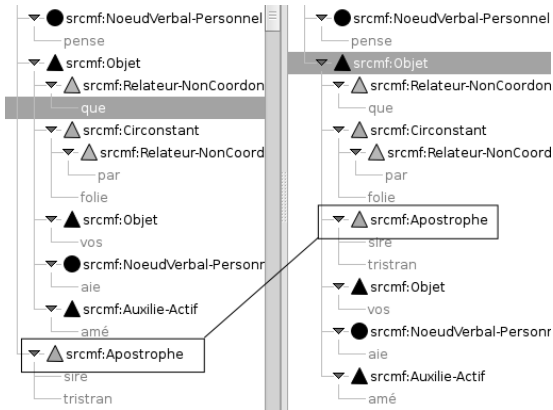 srcmf:NoeudVerbal-Personnel
pense
srcmf:Objet
srcmf:Relateur-NonCoordon
que
srcmf:Circonstant
srcmf:Relateur-NonCoord
par
folie
srcmf:Objet
vos
srcmf:NoeudVerbal-Personr
aie
srcmf:Auxilie-Actif
amé
srcmf:Apostrophe
sire
tristran
srcmf:NoeudVerbal-Personnel
pense
srcmf:Objet
srcmf:Relateur-NonCoordon
que
srcmf:Circonstant
srcmf:Relateur-NonCoord
par
folie
srcmf:Apostrophe
sire
tristran
srcmf:Objet
vos
srcmf:NoeudVerbal-Personr
aie
srcmf:Auxilie-Actif
amé